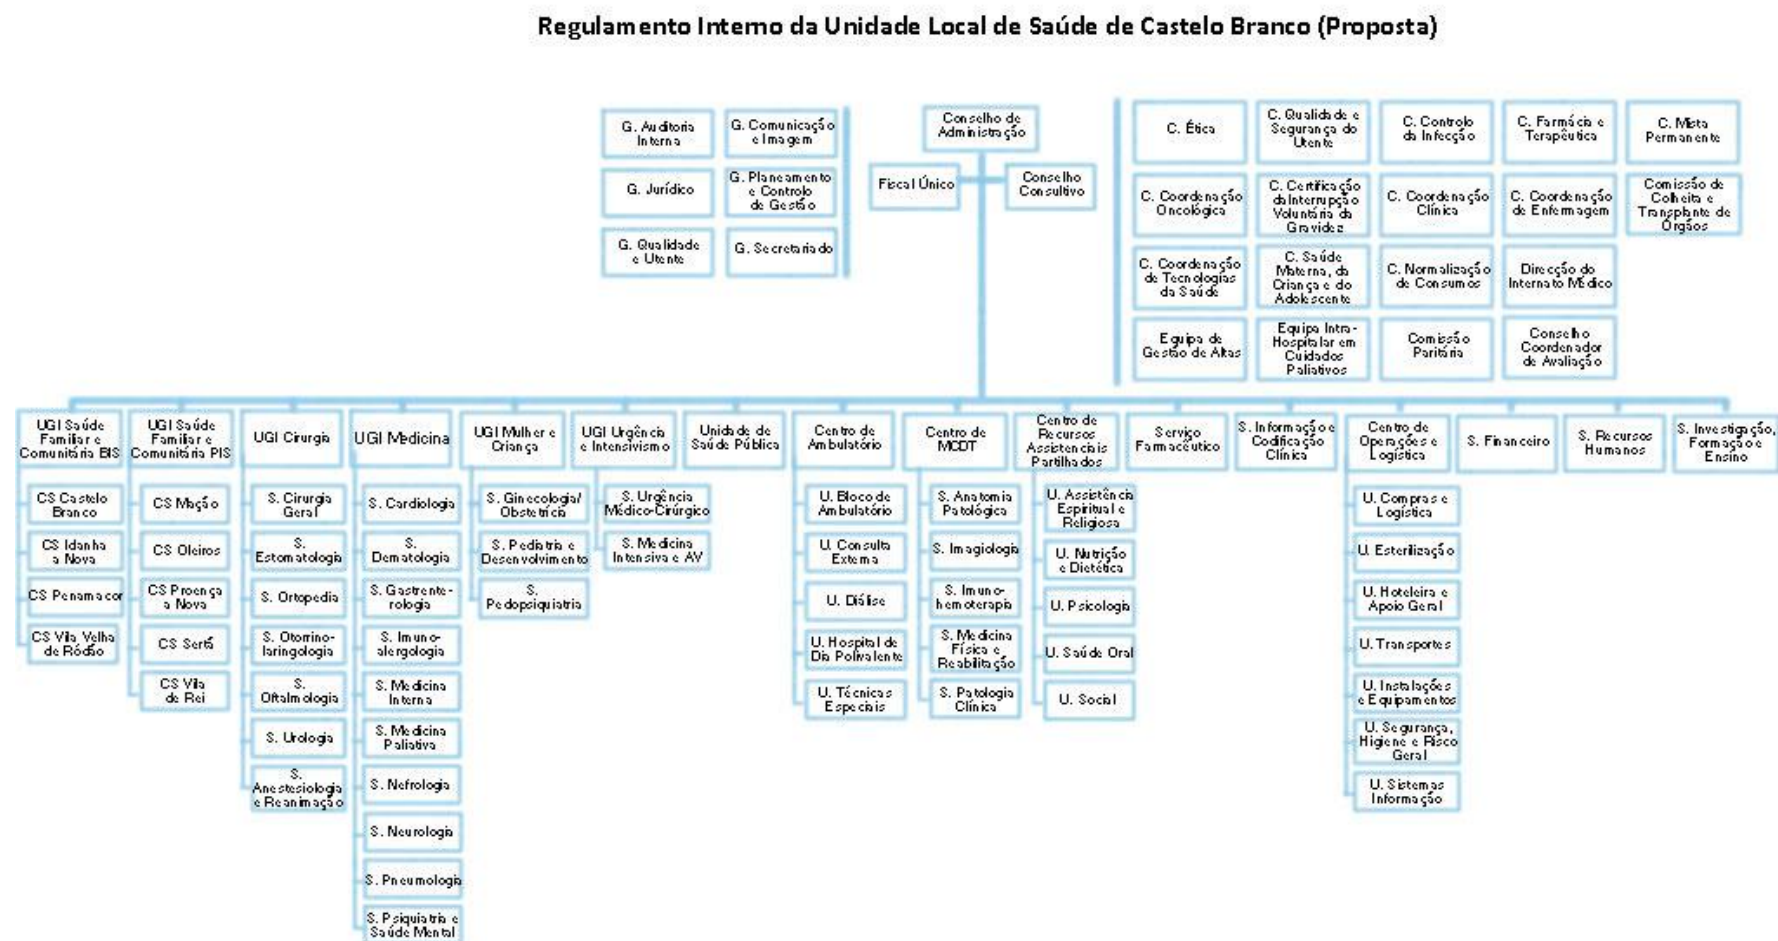 Regulamento Interno da Unidade Local de Saúde de Castelo Branco (Proposta)
G. Auditoria
Interna
G. Comunicação
e Imagem
G. Jurídico
G. Planeamento
e Controlo
de Gestão
G. Qualidade
e Utente
G. Secretariado
Conselho de
Administração
Fiscal Único
Conselho
Consultivo
C. Ética
C. Qualidade e
Segurança do
Utente
C. Controlo
da Infecção
C. Farmácia e
Terapêutica
C. Mista
Permanente
C. Coordenação
Oncológica
C. Certificação
da Interrupção
Voluntária da
Gravidez
C. Coordenação
Clínica
C. Coordenação
de Enfermagem
Comissão de
Colheita e
Transplante de
Órgãos
C. Coordenação
de Tecnologias
da Saúde
C. Saúde
Materna, da
Criança e do
Adolescente
C. Normalização
de Consumos
Direcção do
Internato Médico
Equipa de
Gestão de Altas
Equipa Intra-
Hospitalar em
Cuidados
Paliativos
Comissão
Paritária
Conselho
Coordenador
de Avaliação
UGI Saúde
Familiar e
Comunitária BIS
CS Castelo
Branco
CS Idanha
a Nova
CS Penamacor
CS Vila Velha
de Ródão
UGI Saúde
Familiar e
Comunitária PIS
CS Mação
CS Oleiros
CS Proença
a Nova
CS Sertã
CS Vila
de Rei
UGI Cirurgia
S. Cirurgia
Geral
S.
Estomatologia
S. Ortopedia
S. Otorrino-
laringologia
S.
Oftalmologia
S. Urologia
S.
Anestesiologia
e Reanimação
UGI Medicina
S. Cardiologia
S.
Dematologia
S. Gastrente-
rologia
S. Imuno-
alergologia
S. Medicina
Interna
S. Medicina
Paliativa
S. Nefrologia
S. Neurologia
S. Pneumologia
S. Psiquiatria e
Saúde Mental
UGI Mulher e
Criança
S. Ginecologia/
Obstetrícia
S. Pediatria e
Desenvolvimento
S.
Pedopsiquiatria
UGI Urgência
e Intensivismo
S. Urgência
Médico-Cirúrgico
S. Medicina
Intensiva e AV
Unidade de
Saúde Pública
Centro de
Ambulatório
U. Bloco de
Ambulatório
U. Consulta
Externa
U. Diálise
U. Hospital de
Dia Polivalente
U. Técnicas
Especiais
Centro de
MCDT
S. Anatomia
Patológica
S. Imagiologia
S. Imuno-
hemoterapia
S. Medicina
Física e
Reabilitação
S. Patologia
Clínica
Centro de
Recursos
Assistenciais
Partilhados
U. Assistência
Espiritual e
Religiosa
U. Nutrição
e Dietética
U. Psicologia
U. Saúde Oral
U. Social
Serviço
Farmacêutico
S. Informação e
Codificação
Clínica
Centro de
Operações e
Logística
U. Compras e
Logística
U. Esterilização
U. Hoteleira e
Apoio Geral
U. Transportes
U. Instalações
e Equipamentos
U. Segurança,
Higiene e Risco
Geral
U. Sistemas
Informação
S. Financeiro
S. Recursos
Humanos
S. Investigação,
Formação e
Ensino